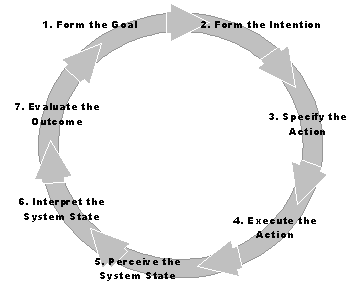 1. Form the Goal
2. Form the Intention
3. Specify the
Action
4. Execute the
Action
5. Perceive the
System State
6. Interpret the
System State
7. Evaluate the
Outcome